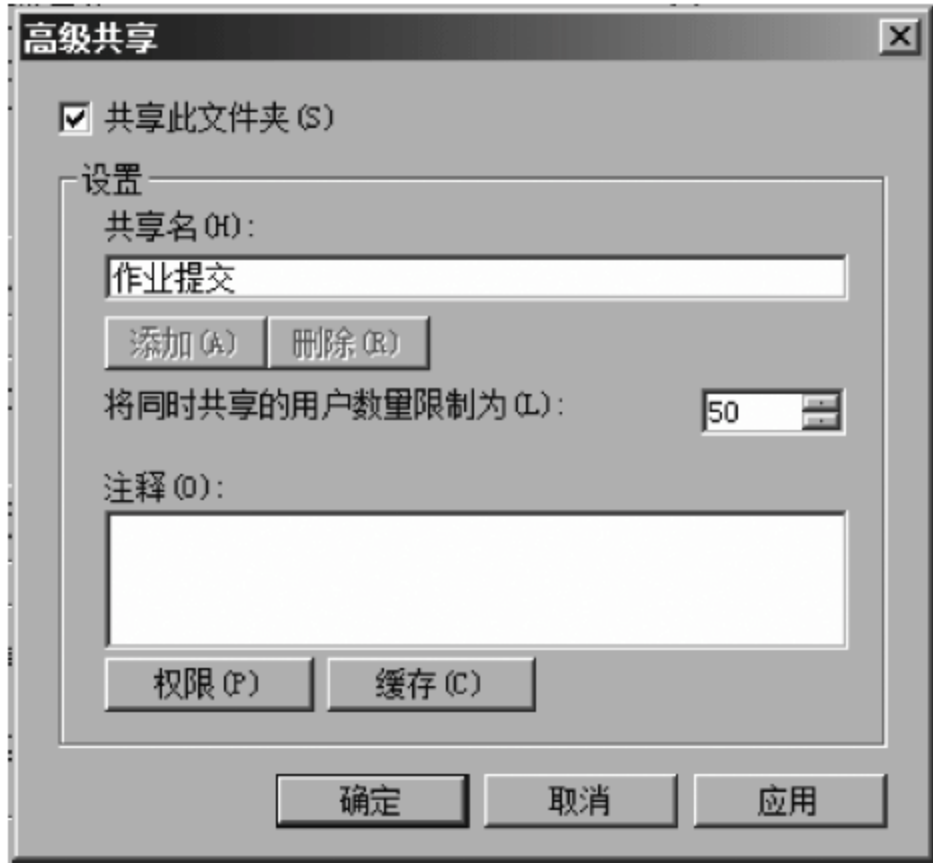 高级共享
共享此文件夹(S)
设置
共享名(H):
作业提交
添加(A) 删除(R)
将同时共享的用户数量限制为(L): 50
注释(O):
权限(P) 缓存(C)
确定 取消 应用